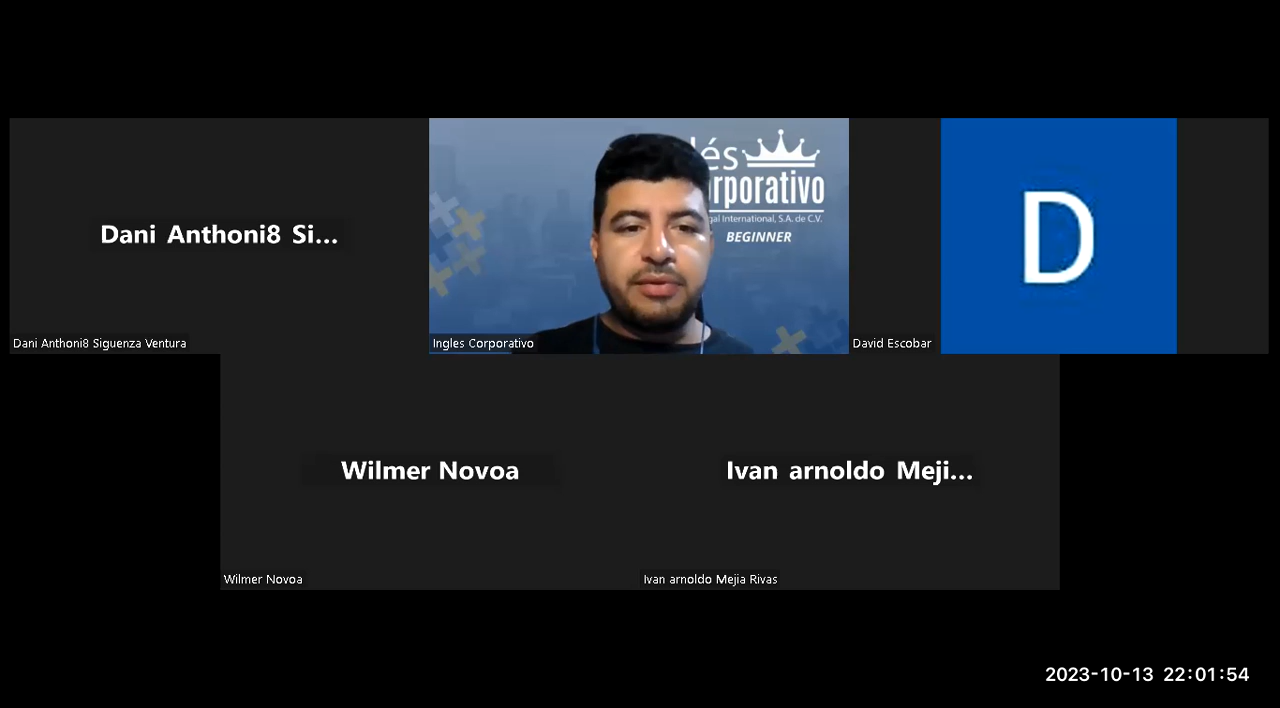 Dani Anthoni8 Si...
Dani Anthoni8 Siguenza Ventura
lés
rporativo
gal International, S.A. de C.V.
BEGINNER
Ingles Corporativo
David Escobar
D
Wilmer Novoa
Wilmer Novoa
Ivan arnoldo Meji...
Ivan arnoldo Mejia Rivas
2023-10-13 22:01:54